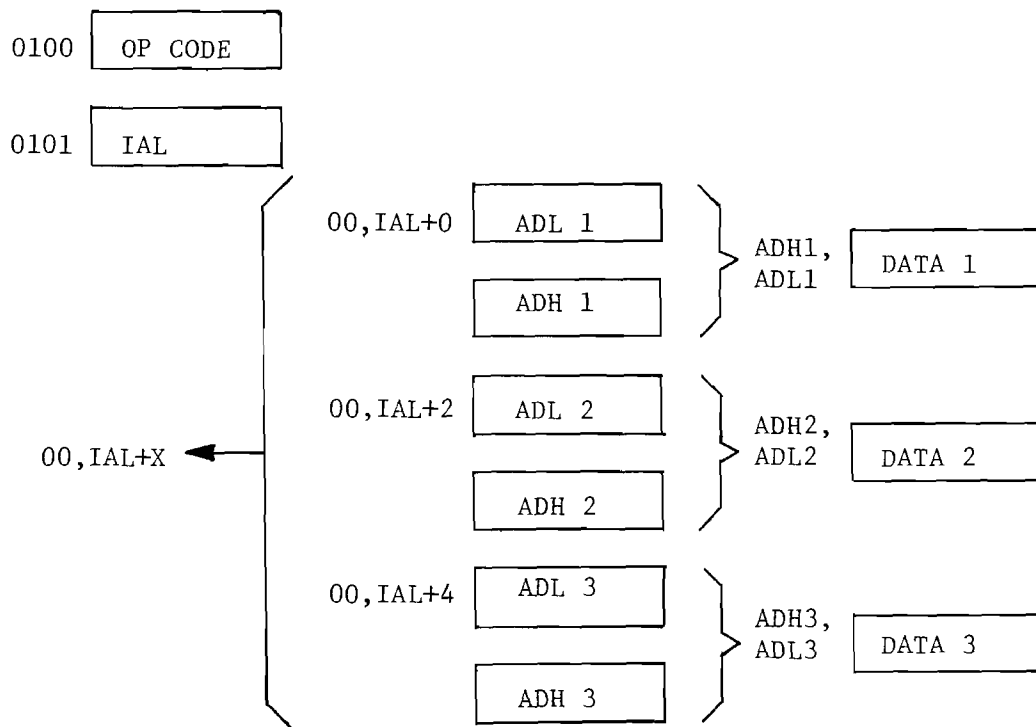 0100 OP CODE
0101 IAL
00,IAL+0 ADL 1
ADH1,
ADL1
DATA 1
ADH 1
00,IAL+2 ADL 2
ADH2,
ADL2
DATA 2
00,IAL+X
ADH 2
00,IAL+4 ADL 3
ADH3,
ADL3
DATA 3
ADH 3